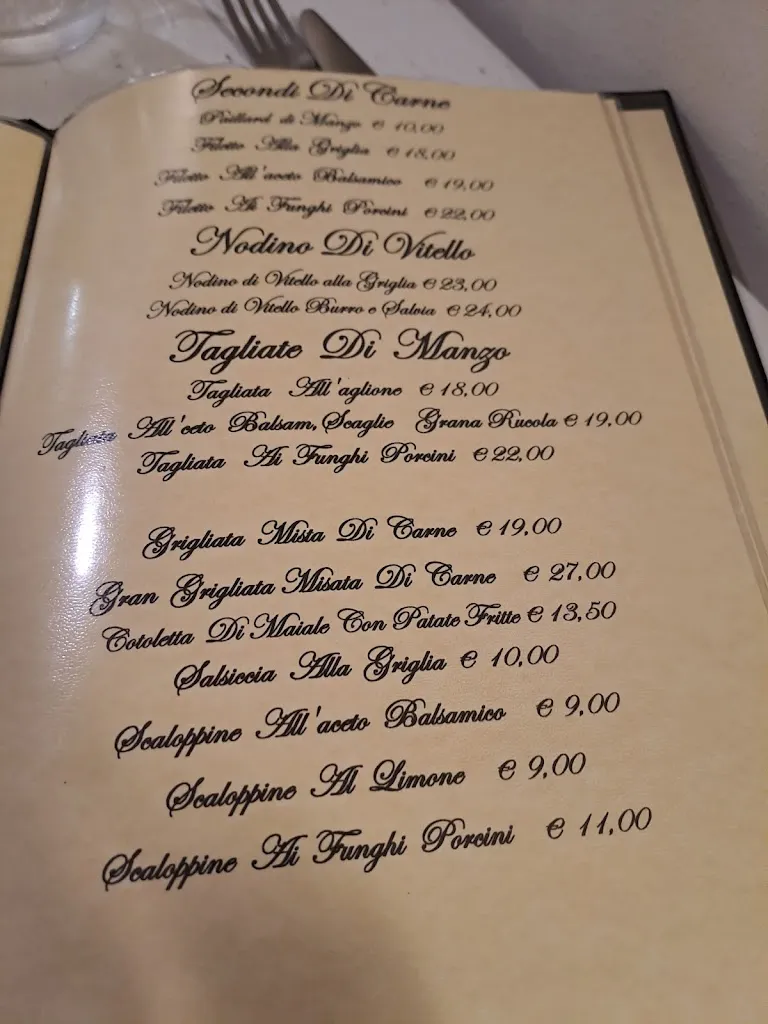 Secondi Di Carne
Paillard di Manzo € 10,00
Filetto Alla Griglia € 18,00
Filetto All'aceto Balsamico € 19,00
Filetto Ai Funghi Porcini € 22,00
Nodino Di Vitello
Nodino di Vitello alla Griglia € 23,00
Nodino di Vitello Burro e Salvia € 24,00
Tagliate Di Manzo
Tagliata All'aglione € 18,00
Tagliata All'ceto Balsam, Scaglie Grana Rucola € 19,00
Tagliata Ai Funghi Porcini € 22,00
Grigliata Mista Di Carne € 19,00
Gran Grigliata Misata Di Carne € 27,00
Cotoletta Di Maiale Con Patate Fritte € 13,50
Salsiccia Alla Griglia € 10,00
Scaloppine All'aceto Balsamico € 9,00
Scaloppine Al Limone € 9,00
Scaloppine Ai Funghi Porcini € 11,00